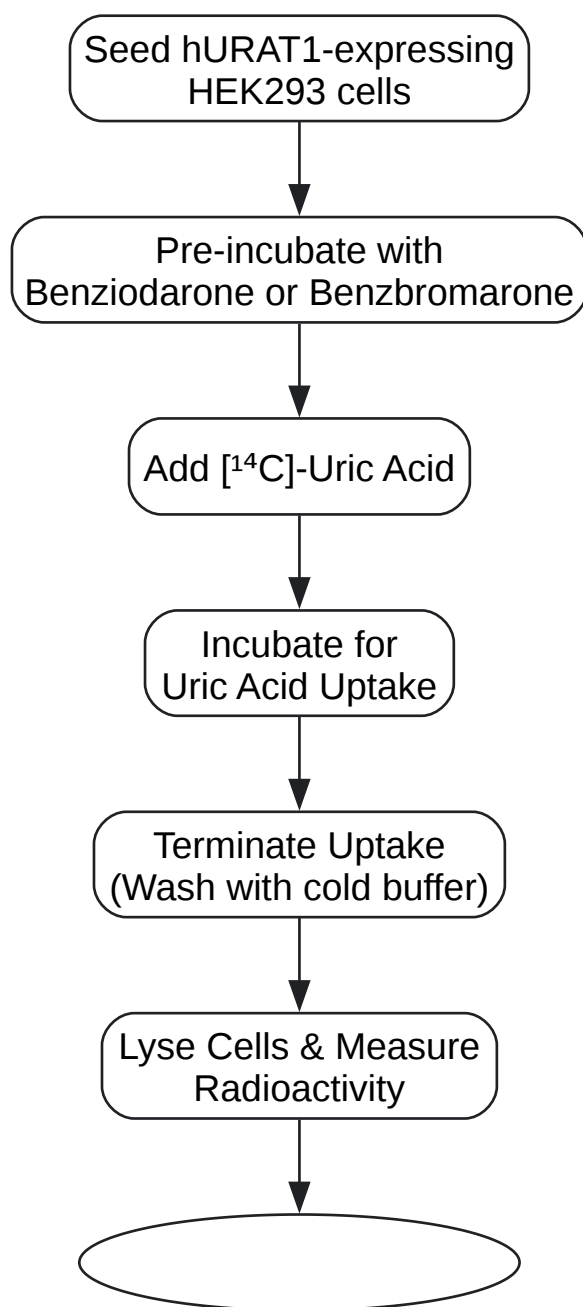 Seed hURAT1-expressing
HEK293 cells
Pre-incubate with
Benziodarone or Benzbromarone
Add [¹⁴C]-Uric Acid
Incubate for
Uric Acid Uptake
Terminate Uptake
(Wash with cold buffer)
Lyse Cells & Measure
Radioactivity